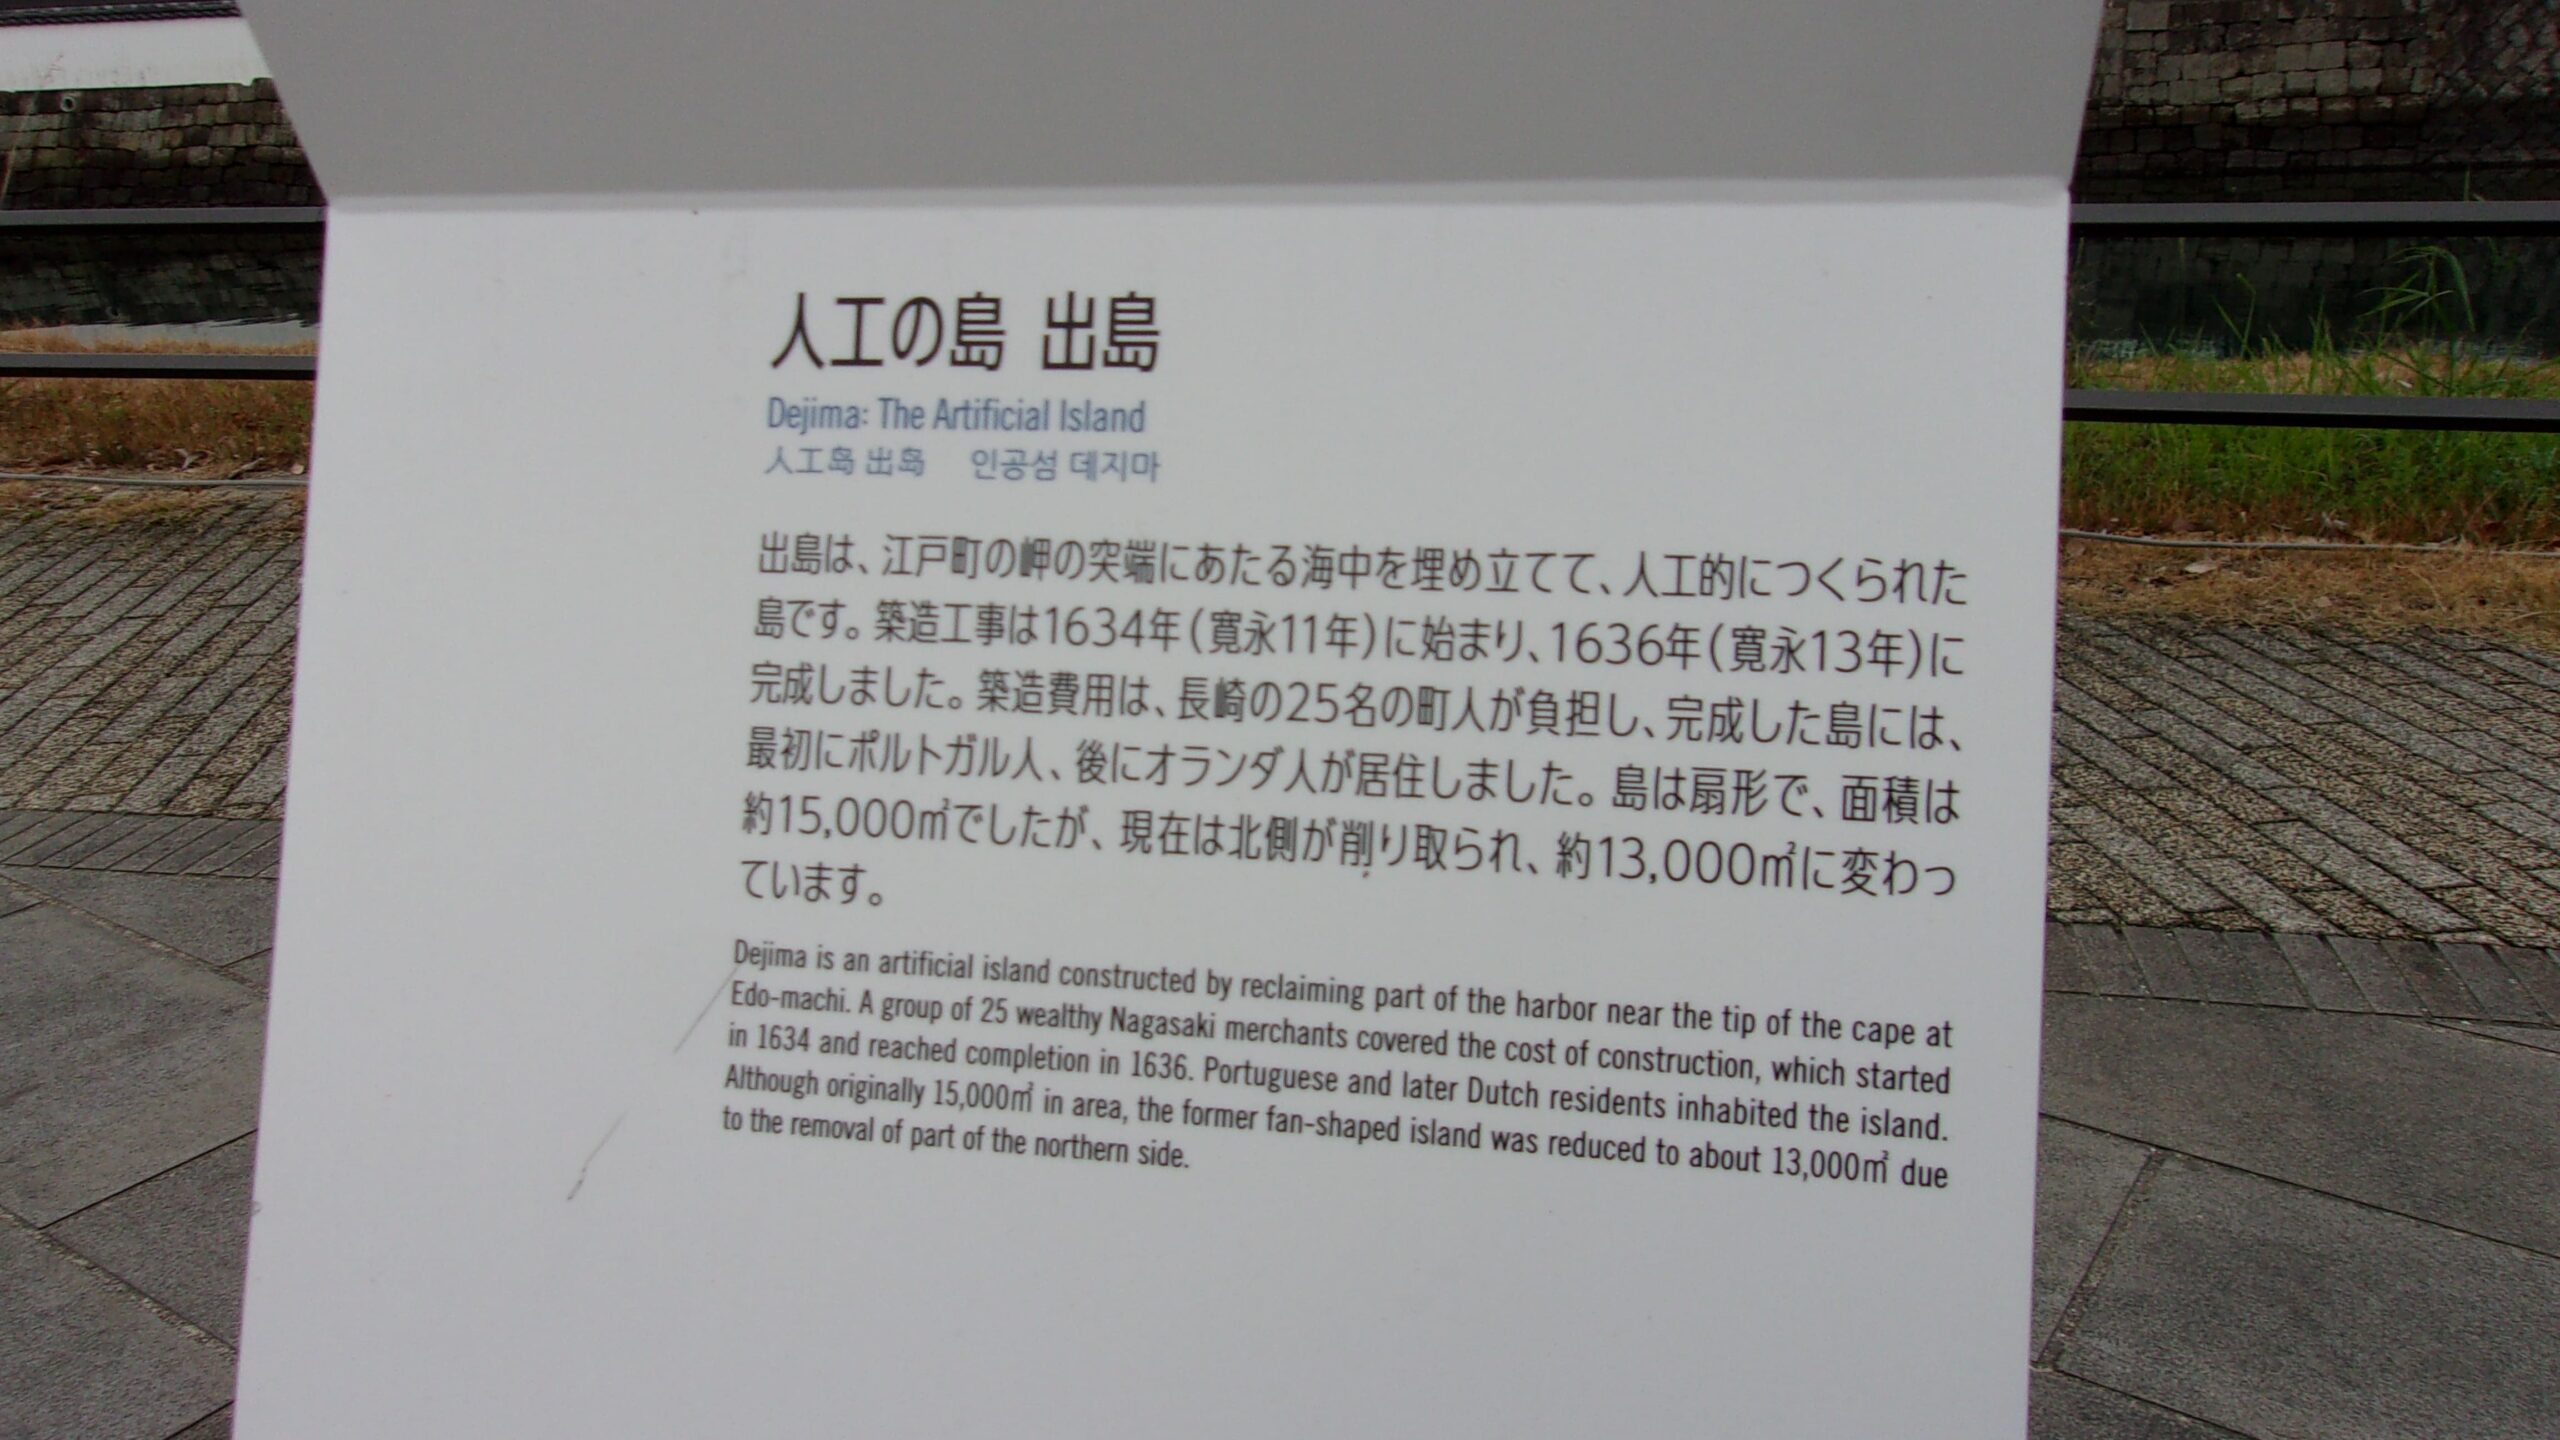 人工の島 出島
Dejima: The Artificial Island
人工岛 出岛 인공섬 데지마
出島は、江戸町の岬の突端にあたる海中を埋め立てて、人工的につくられた
島です。築造工事は1634年(寛永11年)に始まり、1636年(寛永13年)に
完成しました。築造費用は、長崎の25名の町人が負担し、完成した島には、
最初にポルトガル人、後にオランダ人が居住しました。島は扇形で、面積は
約15,000㎡でしたが、現在は北側が削り取られ、約13,000㎡に変わっ
ています。
Dejima is an artificial island constructed by reclaiming part of the harbor near the tip of the cape at
Edo-machi. A group of 25 wealthy Nagasaki merchants covered the cost of construction, which started
in 1634 and reached completion in 1636. Portuguese and later Dutch residents inhabited the island.
Although originally 15,000㎡ in area, the former fan-shaped island was reduced to about 13,000㎡ due
to the removal of part of the northern side.